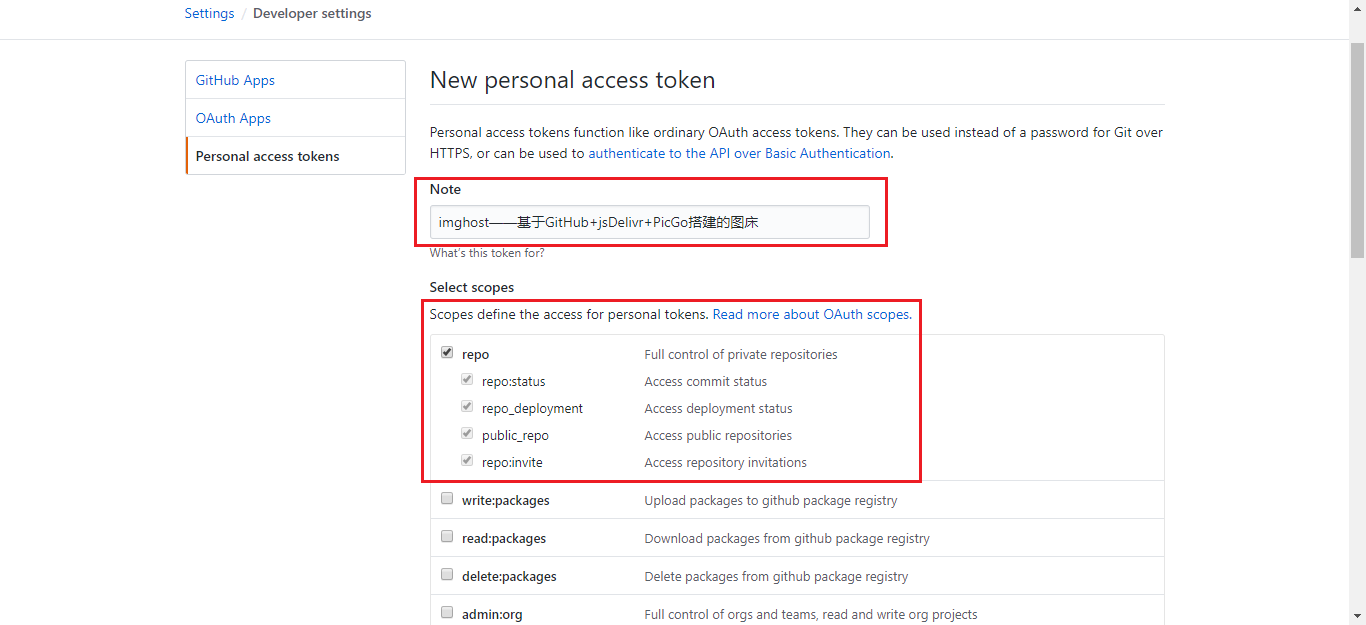 Settings / Developer settings
GitHub Apps
OAuth Apps
Personal access tokens
New personal access token
Personal access tokens function like ordinary OAuth access tokens. They can be used instead of a password for Git over
HTTPS, or can be used to authenticate to the API over Basic Authentication.
Note
imghost——基于GitHub+jsDelivr+PicGo搭建的图床
What's this token for?
Select scopes
Scopes define the access for personal tokens. Read more about OAuth scopes.
repo Full control of private repositories
repo:status Access commit status
repo_deployment Access deployment status
public_repo Access public repositories
repo:invite Access repository invitations
write:packages Upload packages to github package registry
read:packages Download packages from github package registry
delete:packages Delete packages from github package registry
admin:org Full control of orgs and teams, read and write org projects